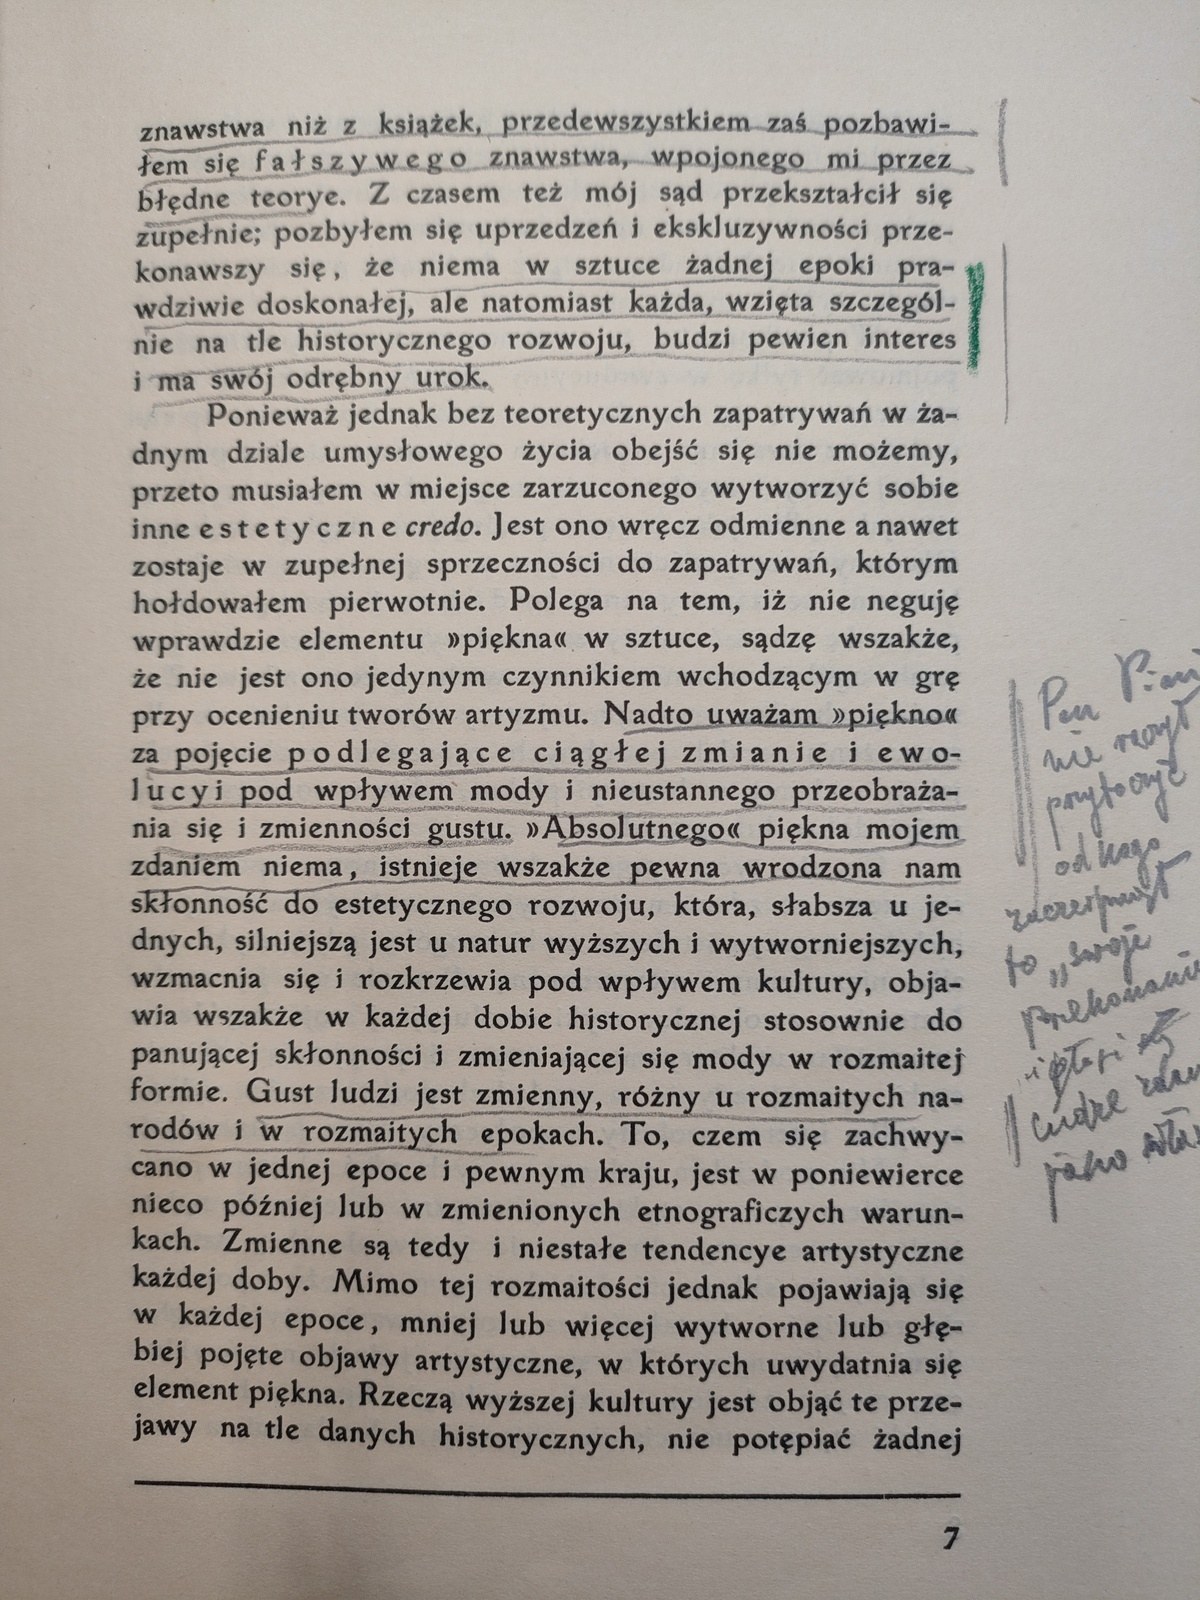 znawstwa niż z książek, przedewszystkiem zaś pozbawi-
łem się fałszywego znawstwa, wpojonego mi przez
błędne teorye. Z czasem też mój sąd przekształcił się
zupełnie; pozbyłem się uprzedzeń i ekskluzywności prze-
konawszy się, że niema w sztuce żadnej epoki pra-
wdziwie doskonałej, ale natomiast każda, wzięta szczegól-
nie na tle historycznego rozwoju, budzi pewien interes
i ma swój odrębny urok.
Ponieważ jednak bez teoretycznych zapatrywań w ża-
dnym dziale umysłowego życia obejść się nie możemy,
przeto musiałem w miejsce zarzuconego wytworzyć sobie
inne estetyczne credo. Jest ono wręcz odmienne a nawet
zostaje w zupełnej sprzeczności do zapatrywań, którym
hołdowałem pierwotnie. Polega na tem, iż nie neguję
wprawdzie elementu »piękna« w sztuce, sądzę wszakże,
że nie jest ono jedynym czynnikiem wchodzącym w grę
przy ocenieniu tworów artyzmu. Nadto uważam »piękno«
za pojęcie podlegające ciągłej zmianie i ewo-
lucyi pod wpływem mody i nieustannego przeobraża-
nia się i zmienności gustu. »Absolutnego« piękna mojem
zdaniem niema, istnieje wszakże pewna wrodzona nam
skłonność do estetycznego rozwoju, która, słabsza u je-
dnych, silniejszą jest u natur wyższych i wytworniejszych,
wzmacnia się i rozkrzewia pod wpływem kultury, obja-
wia wszakże w każdej dobie historycznej stosownie do
panującej skłonności i zmieniającej się mody w rozmaitej
formie. Gust ludzi jest zmienny, różny u rozmaitych na-
rodów i w rozmaitych epokach. To, czem się zachwy-
cano w jednej epoce i pewnym kraju, jest w poniewierce
nieco później lub w zmienionych etnograficzych warun-
kach. Zmienne są tedy i niestałe tendencye artystyczne
każdej doby. Mimo tej rozmaitości jednak pojawiają się
w każdej epoce, mniej lub więcej wytworne lub głę-
biej pojęte objawy artystyczne, w których uwydatnia się
element piękna. Rzeczą wyższej kultury jest objąć te prze-
jawy na tle danych historycznych, nie potępiać żadnej
7
Pan
nie raczył
przytoczyć
od kogo
zaczerpnął
to „swoje
cudze
jako